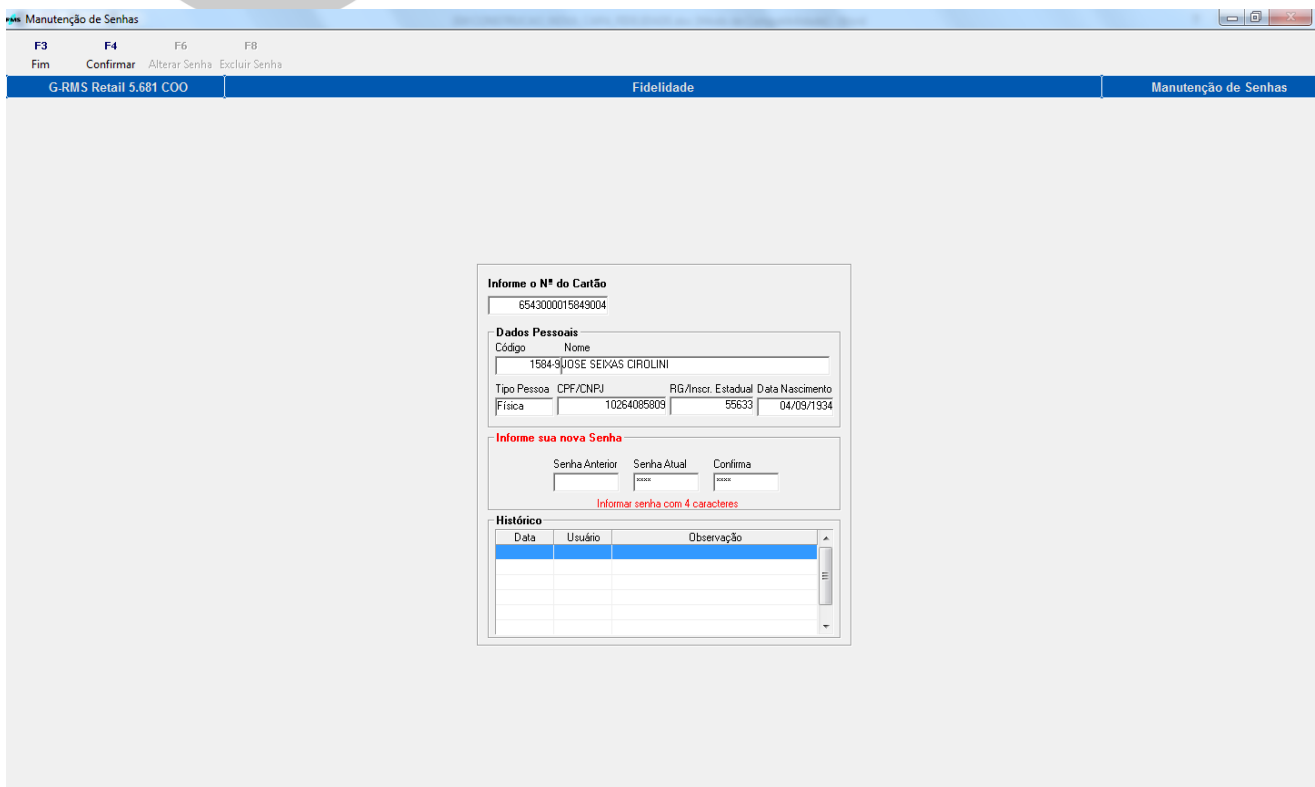 RMS Manutenção de Senhas
F3 F4 F6 F8
Fim Confirmar Alterar Senha Excluir Senha
G-RMS Retail 5.681 COO Fidelidade Manutenção de Senhas
Informe o Nº do Cartão
6543000015849004
Dados Pessoais
Código Nome
1584-9 JOSE SEIXAS CIROLINI
Tipo Pessoa CPF/CNPJ RG/Inscr. Estadual Data Nascimento
Física 10264085809 55633 04/09/1934
Informe sua nova Senha
Senha Anterior Senha Atual Confirma
xxxx xxxx
Informar senha com 4 caracteres
Histórico
Data Usuário Observação